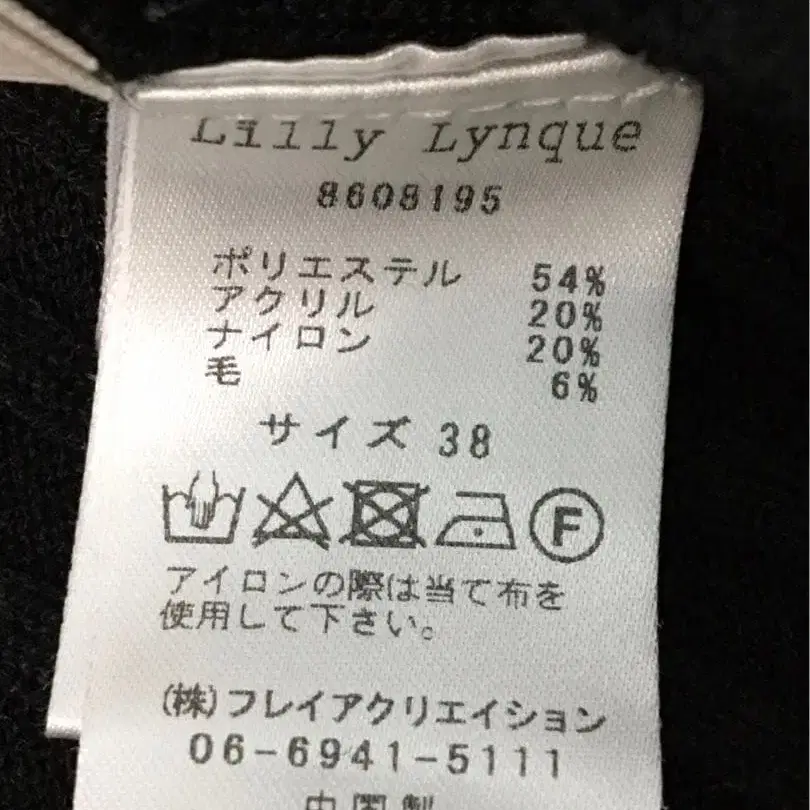 Lilly Lynque
8608195
ポリエステル 54%
アクリル 20%
ナイロン 20%
毛 6%
サイズ 38
F
アイロンの際は当て布を
使用して下さい。
(株)フレイアクリエイション
06-6941-5111
中国製